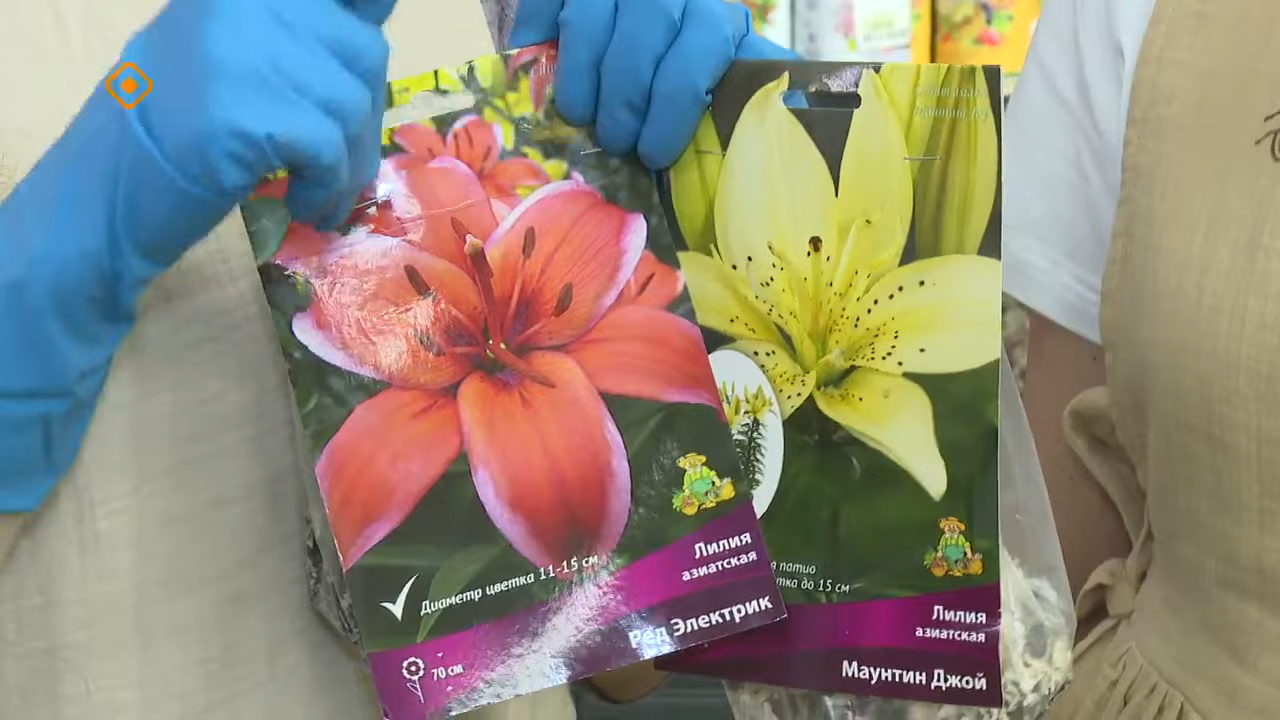 Диаметр цветка 11-15 см
Лилия
азиатская
Ред Электрик
70 см
патио
до 15 см
Лилия
азиатская
Маунтин Джой